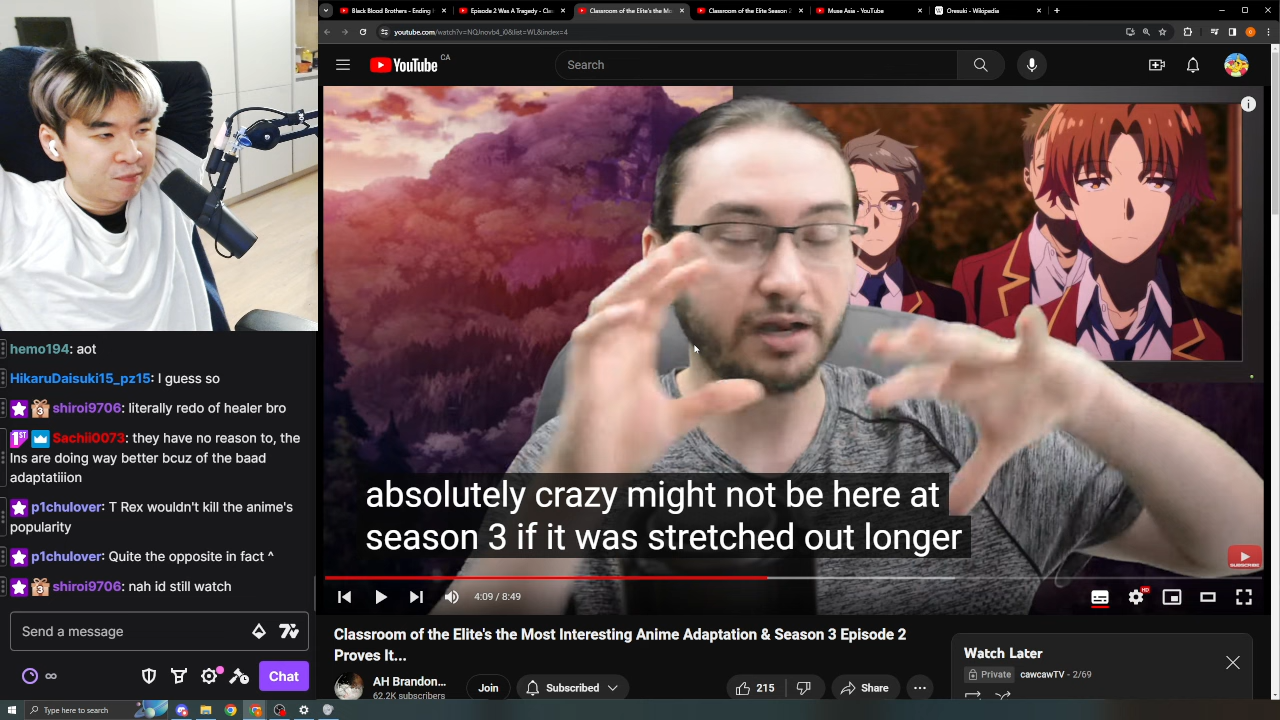 Black Blood Brothers - Ending
Episode 2 Was A Tragedy - Cla
Classroom of the Elite's the Mo
Classroom of the Elite Season 2
Muse Asia - YouTube
Oresuki - Wikipedia
youtube.com/watch?v=NQJnovb4_i0&list=WL&index=4
YouTube CA
Search
absolutely crazy might not be here at
season 3 if it was stretched out longer
SUBSCRIBE
4:09 / 8:49
HD
Classroom of the Elite's the Most Interesting Anime Adaptation & Season 3 Episode 2
Proves It...
AH Brandon...
62.2K subscribers
Join
Subscribed
215
Share
Watch Later
Private
cawcawTV - 2/69
hemo194: aot
HikaruDaisuki15_pz15: I guess so
3 shiroi9706: literally redo of healer bro
1ST Sachii0073: they have no reason to, the
lns are doing way better bcuz of the baad
adaptatiiion
p1chulover: T Rex wouldn't kill the anime's
popularity
p1chulover: Quite the opposite in fact ^
3 shiroi9706: nah id still watch
Send a message
∞
Chat
Type here to search